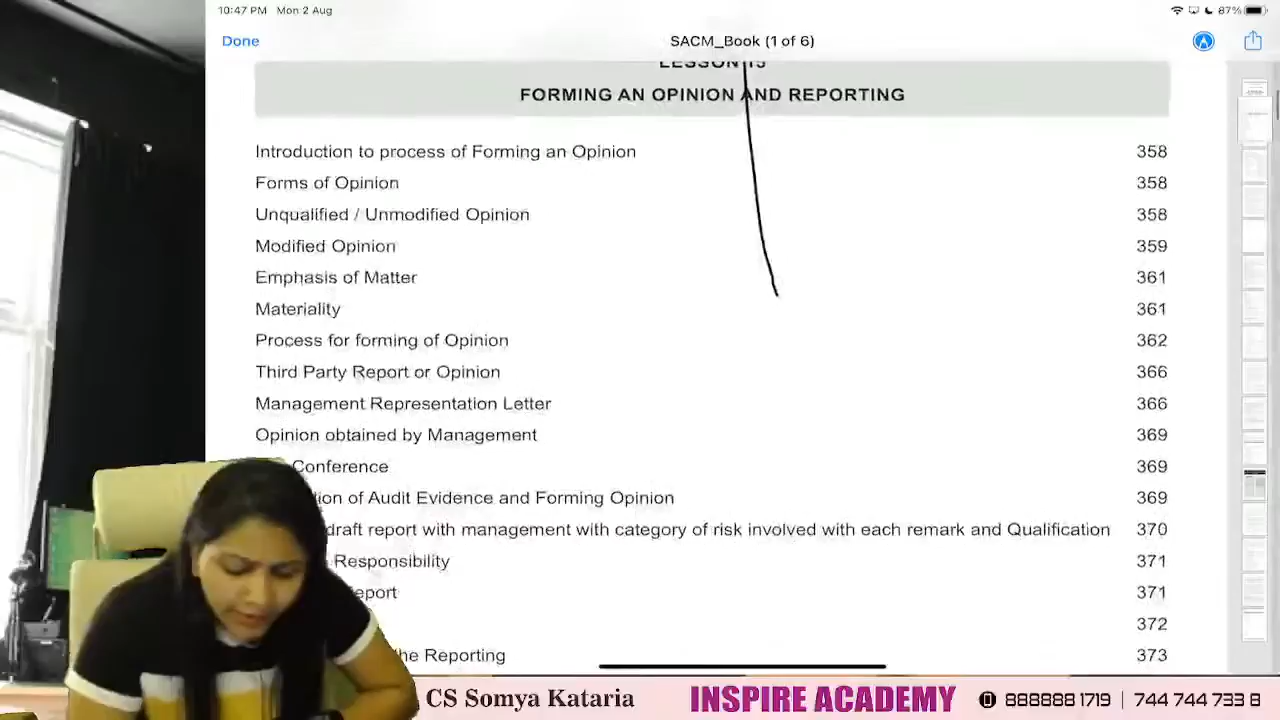 10:47 PM Mon 2 Aug
87%
Done
SACM_Book (1 of 6)
LESSON 15
FORMING AN OPINION AND REPORTING
Introduction to process of Forming an Opinion 358
Forms of Opinion 358
Unqualified / Unmodified Opinion 358
Modified Opinion 359
Emphasis of Matter 361
Materiality 361
Process for forming of Opinion 362
Third Party Report or Opinion 366
Management Representation Letter 366
Opinion obtained by Management 369
Conference 369
of Audit Evidence and Forming Opinion 369
draft report with management with category of risk involved with each remark and Qualification 370
Responsibility 371
371
372
the Reporting 373
CS Somya Kataria INSPIRE ACADEMY 888888 1719 | 744 744 733 8